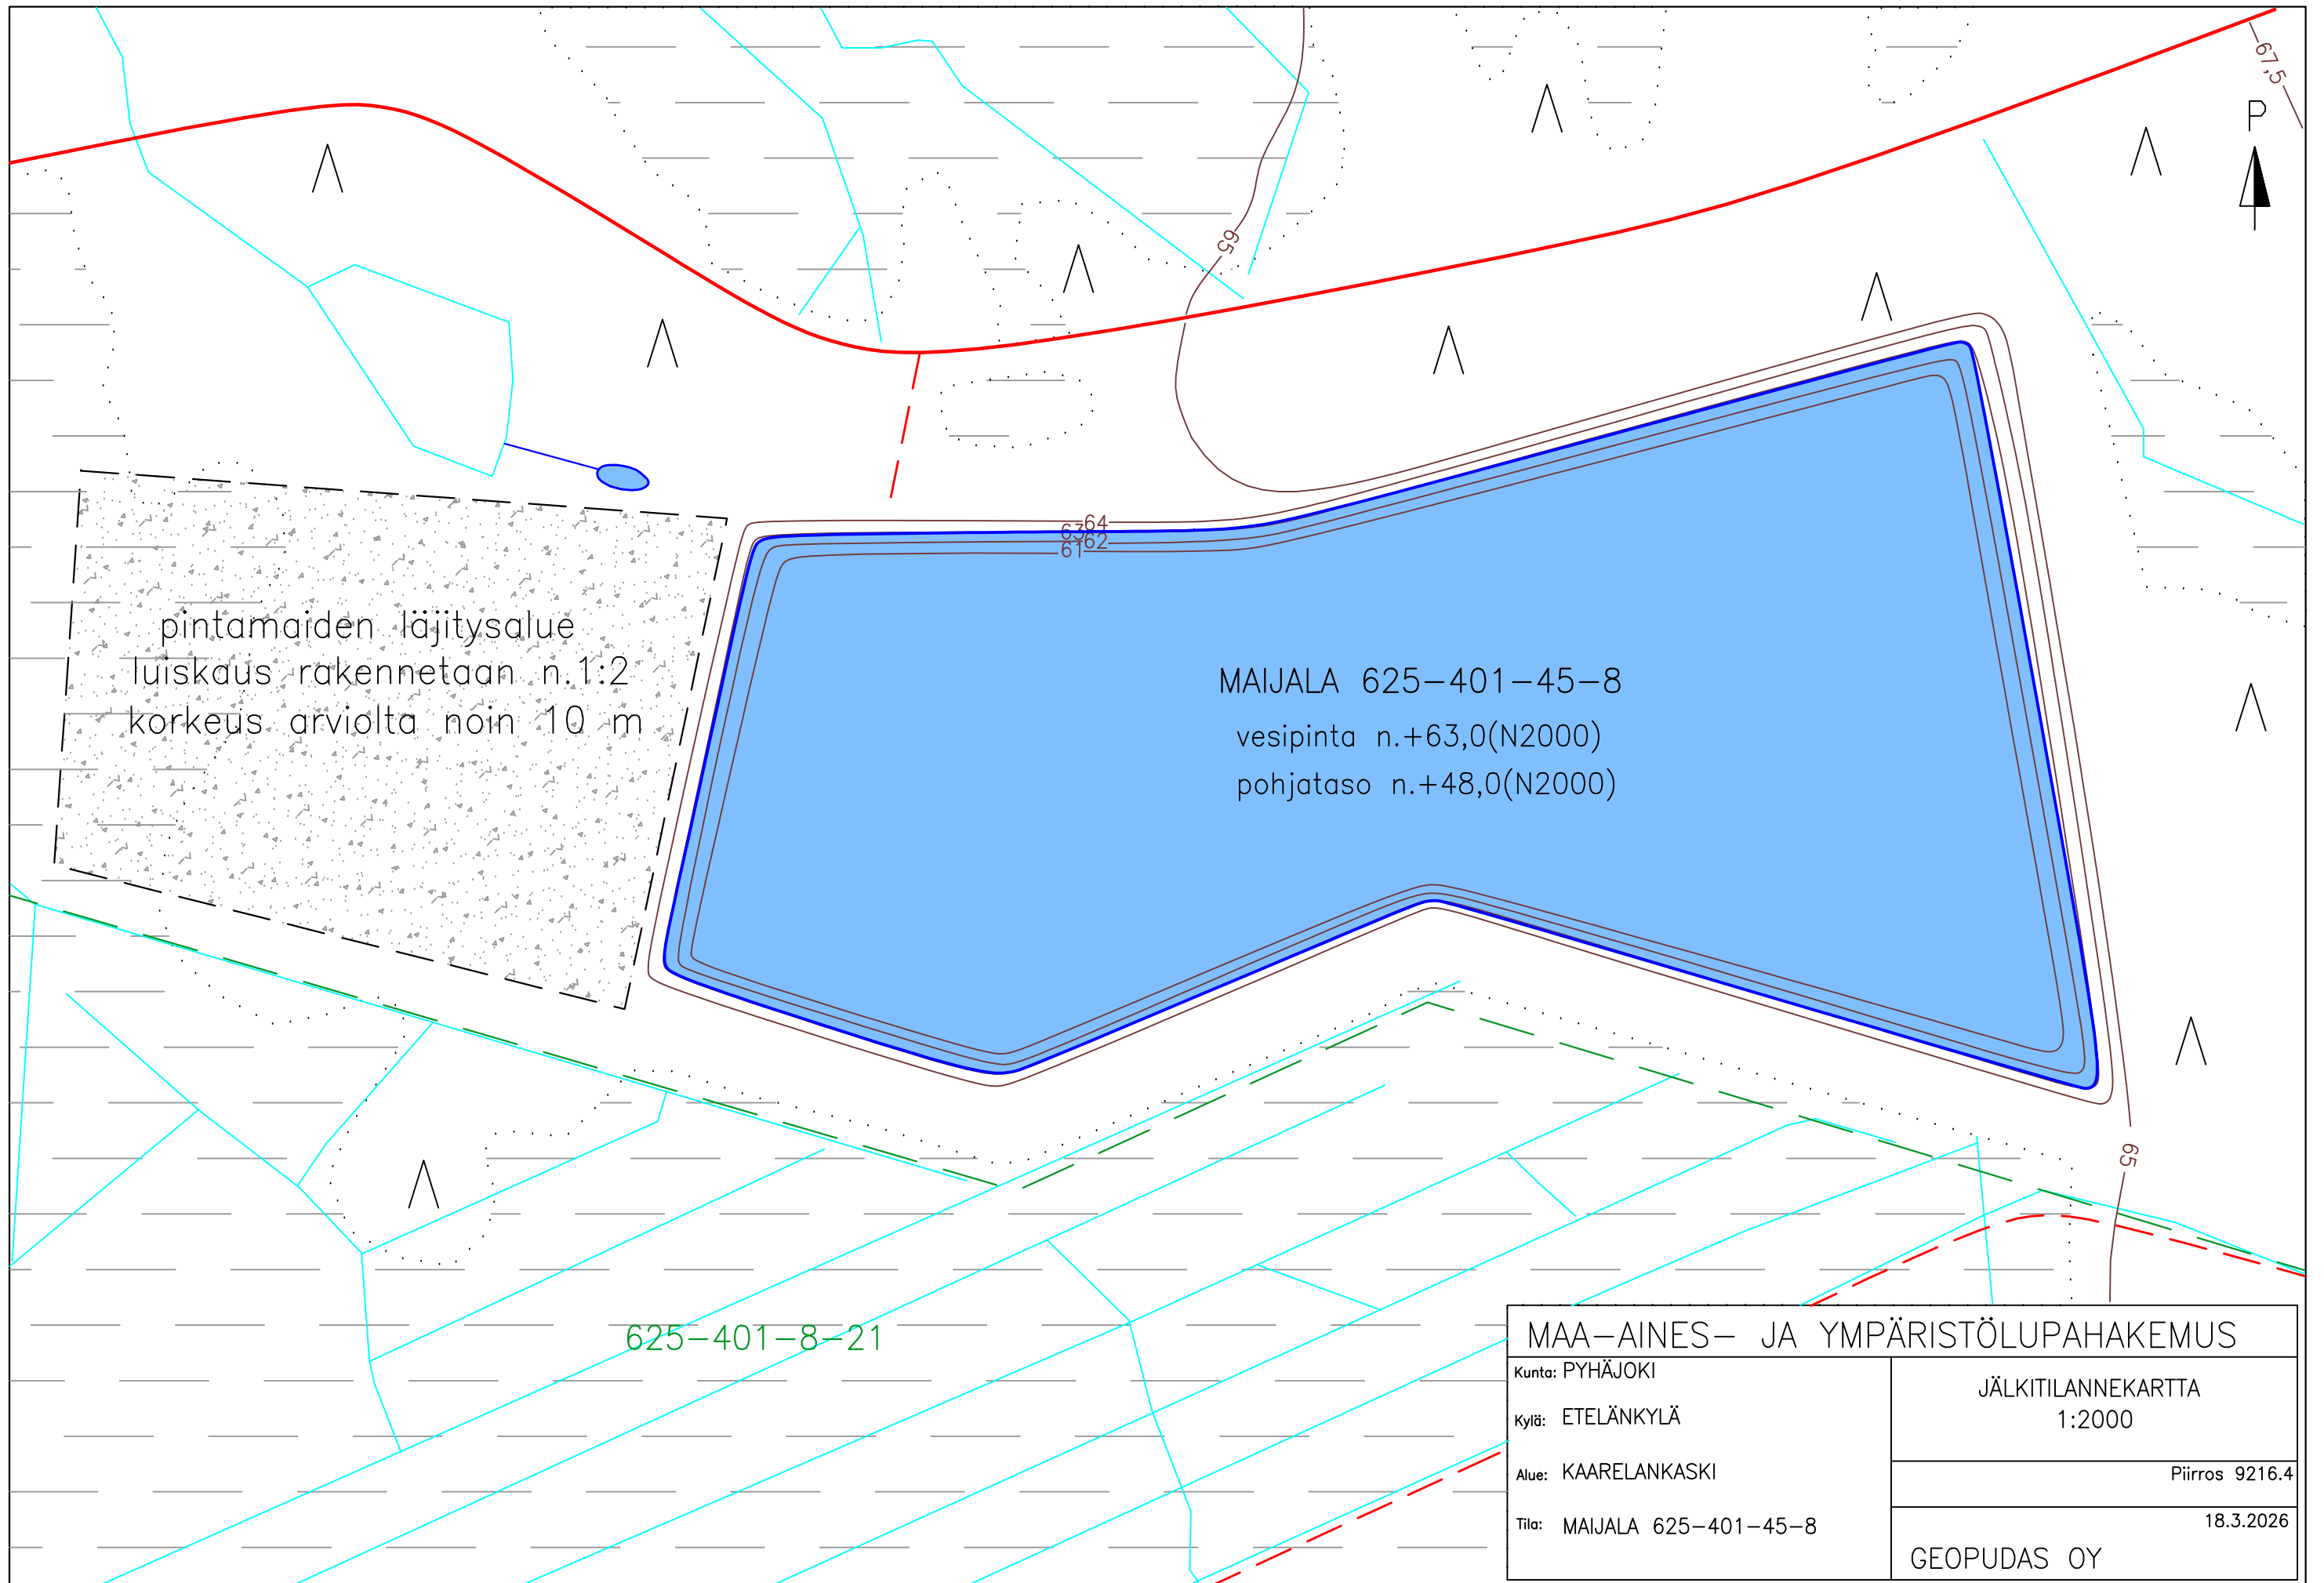 67,5
P
65
64
63
62
61
pintamaiden läjitysalue
luiskaus rakennetaan n.1:2
korkeus arviolta noin 10 m
MAIJALA 625-401-45-8
vesipinta n.+63,0(N2000)
pohjataso n.+48,0(N2000)
65
625-401-8-21
MAA-AINES- JA YMPÄRISTÖLUPAHAKEMUS
Kunta: PYHÄJOKI
Kylä: ETELÄNKYLÄ
Alue: KAARELANKASKI
Tila: MAIJALA 625-401-45-8
JÄLKITILANNEKARTTA
1:2000
Piirros 9216.4
18.3.2026
GEOPUDAS OY